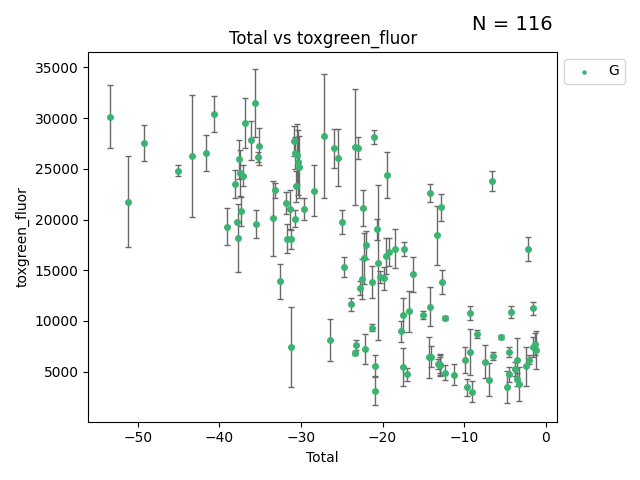 N = 116
Total vs toxgreen_fluor
G
toxgreen_fluor
35000
30000
25000
20000
15000
10000
5000
−50 −40 −30 −20 −10 0
Total